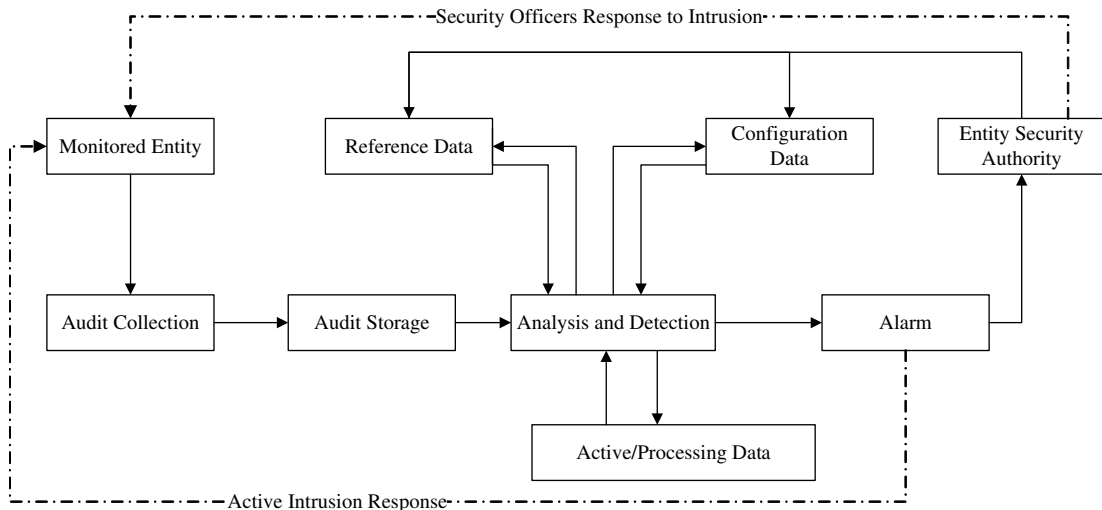 Security Officers Response to Intrusion
Monitored Entity
Reference Data
Configuration
Data
Entity Security
Authority
Audit Collection
Audit Storage
Analysis and Detection
Alarm
Active/Processing Data
Active Intrusion Response